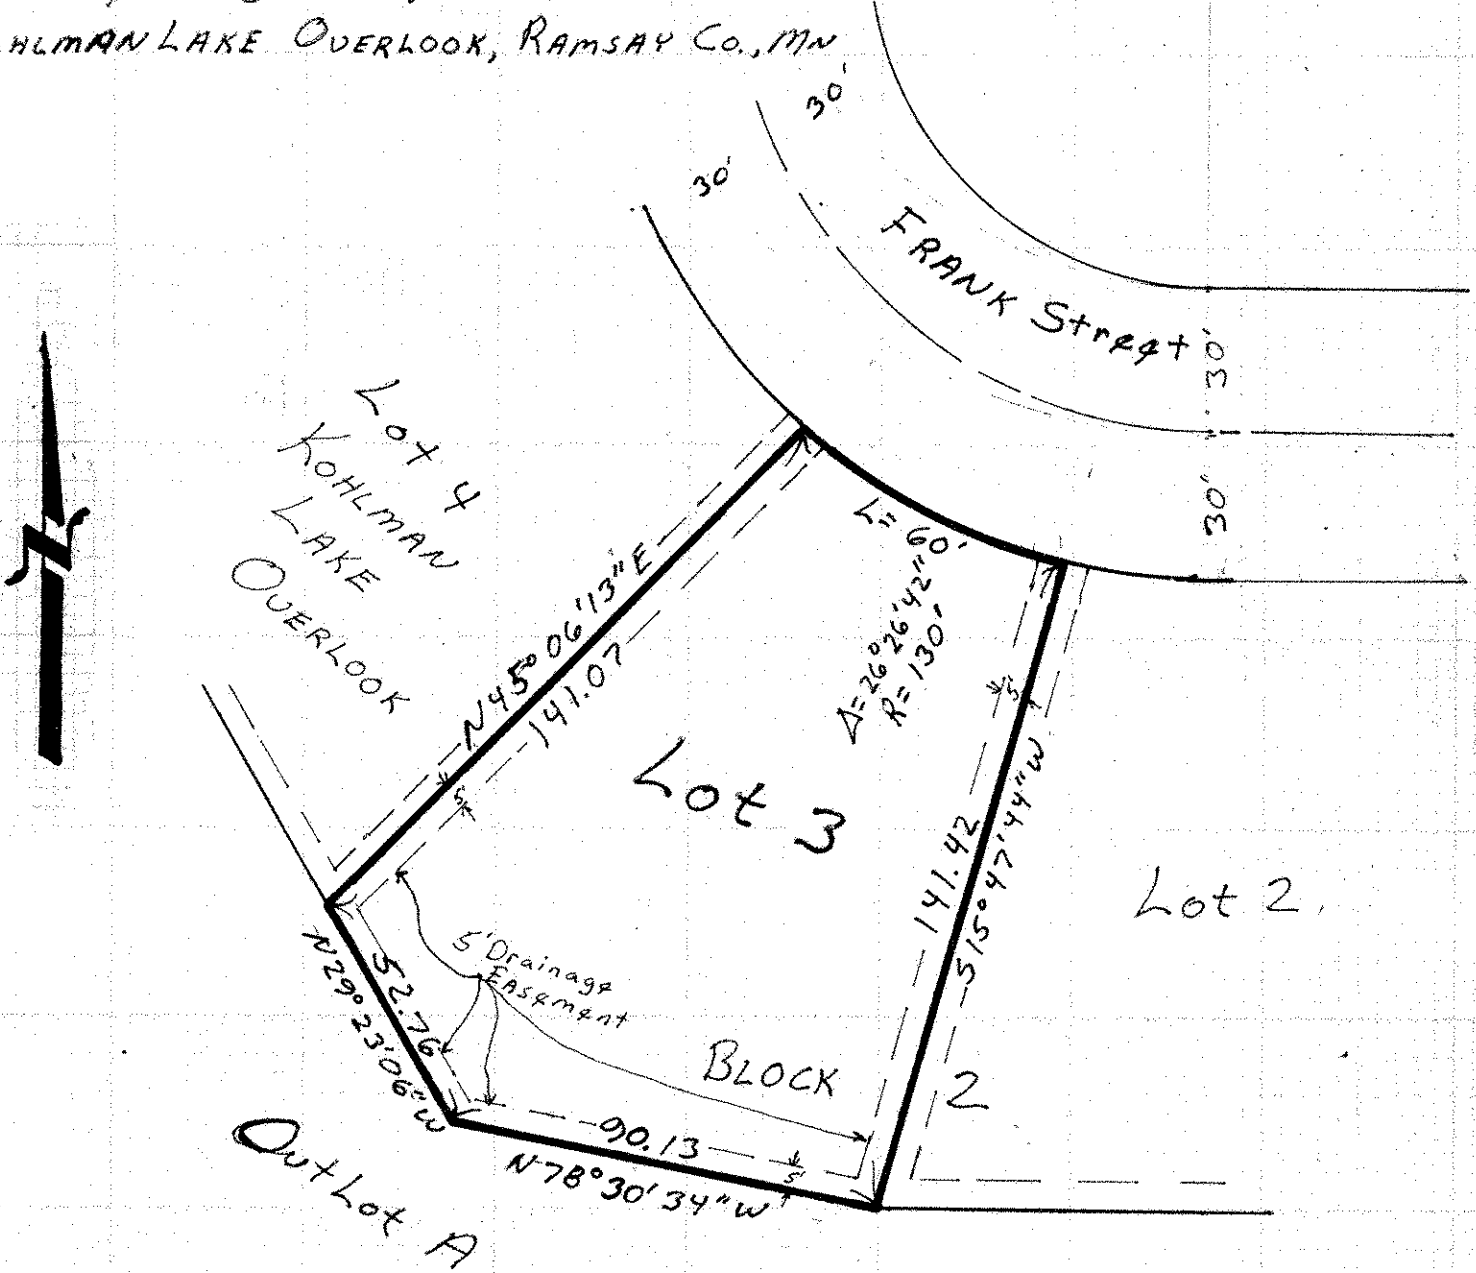 LAKE OVERLOOK, RAMSAY CO., MN
30'
30'
FRANK Street
30'
30'
Lot 4
KOHLMAN
LAKE
OVERLOOK
L= 60'
Δ= 26° 26' 42"
R= 130'
N45° 06' 13" E
141.07
5'
5'
Lot 3
141.42
S15° 47' 44" W
Lot 2
5' Drainage
Easement
52.76
N29° 23' 06" W
BLOCK
2
90.13
5'
N78° 30' 34" W
OutLot A